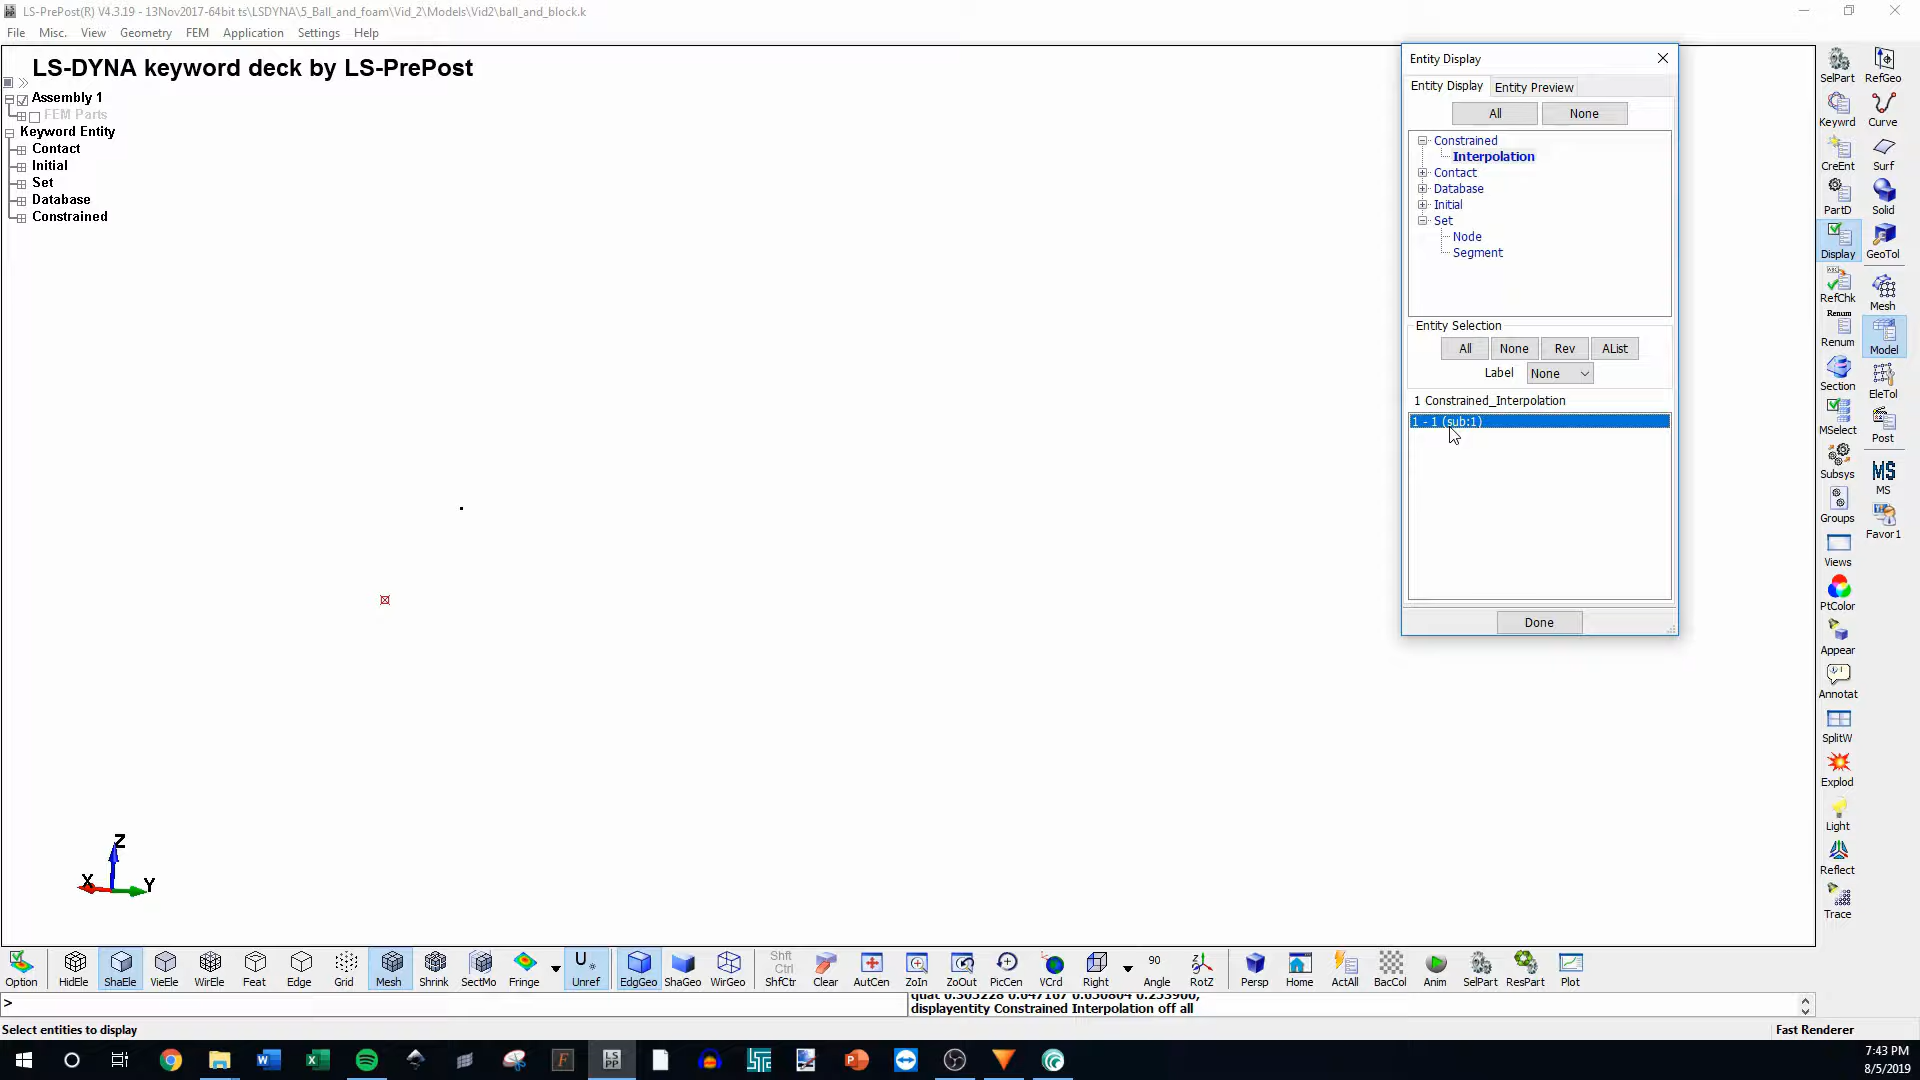 LS-PrePost(R) V4.3.19 - 13Nov2017-64bit ts\LSDYNA\5_Ball_and_foam\Vid_2\Models\Vid2\ball_and_block.k
File Misc. View Geometry FEM Application Settings Help
LS-DYNA keyword deck by LS-PrePost
Assembly 1
FEM Parts
Keyword Entity
Contact
Initial
Set
Database
Constrained
Z
X
Y
Entity Display
Entity Display Entity Preview
All None
Constrained
Interpolation
Contact
Database
Initial
Set
Node
Segment
Entity Selection
All None Rev AList
Label None
1 Constrained_Interpolation
1 - 1 (sub:1)
Done
SelPart RefGeo
Keywrd Curve
CreEnt Surf
PartD Solid
Display GeoTol
RefChk Mesh
Renum
Renum Model
Section EleTol
MSelect Post
Subsys MS
MS
Groups Favor1
Views
PtColor
Appear
Annotat
SplitW
Explod
Light
Reflect
Trace
Option HidEle ShaEle VieEle WirEle Feat Edge Grid Mesh Shrink SectMo Fringe Unref EdgGeo ShaGeo WirGeo
Shft
Ctrl
ShfCtr Clear AutCen ZoIn ZoOut PicCen VCrd Right
90
Angle RotZ Persp Home ActAll BacCol Anim SelPart ResPart Plot
>
displayentity Constrained Interpolation off all
Select entities to display
Fast Renderer
7:43 PM
8/5/2019